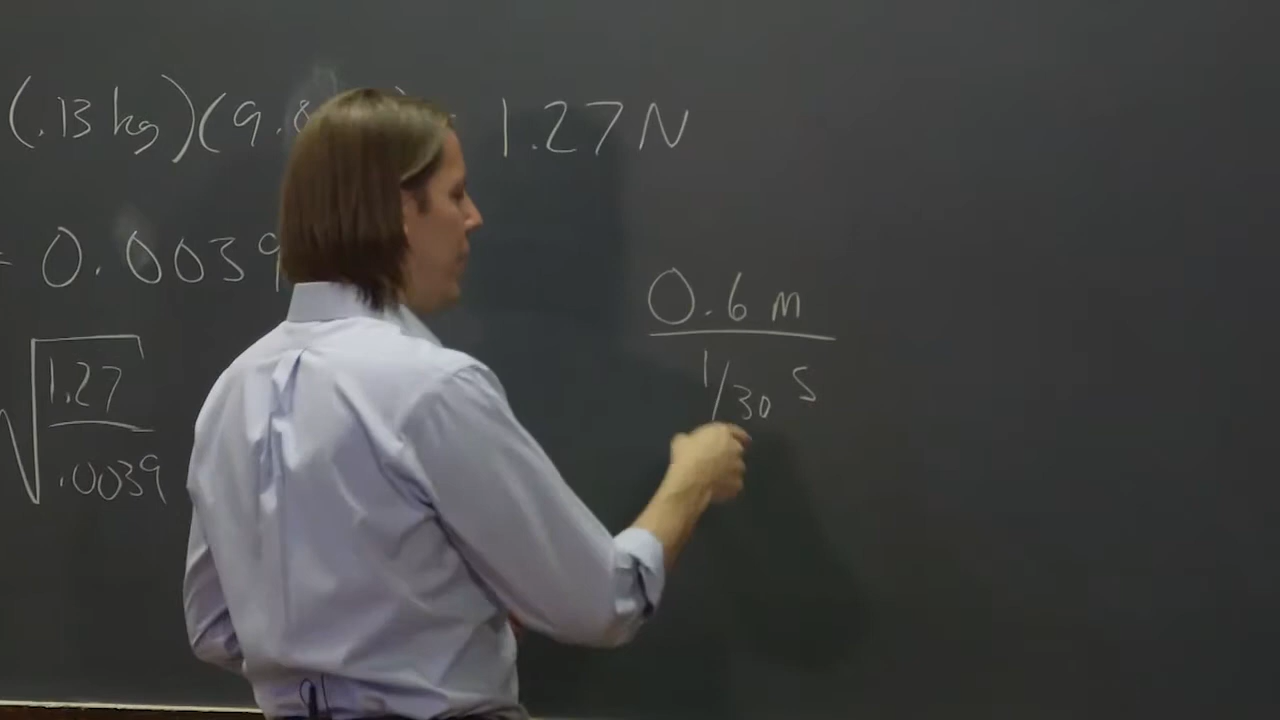 (.13 kg)(9.8 1.27 N
0.0039
0.6 m
1/30 s
√1.27
.0039